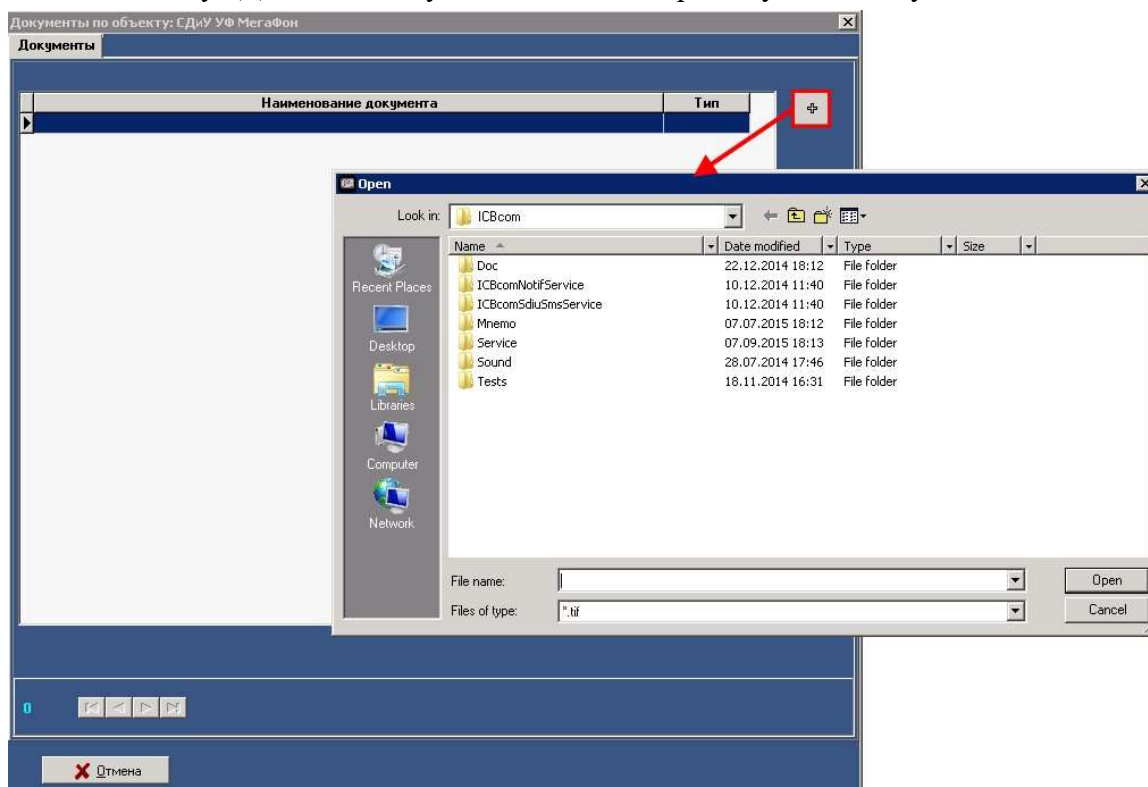 Документы по объекту: СДиУ УФ МегаФон
Документы
Наименование документа Тип
Open
Look in: ICBcom
Name Date modified Type Size
Recent Places
Desktop
Libraries
Computer
Network
Doc 22.12.2014 18:12 File folder
ICBcomNotifService 10.12.2014 11:40 File folder
ICBcomSdiuSmsService 10.12.2014 11:40 File folder
Mnemo 07.07.2015 18:12 File folder
Service 07.09.2015 18:13 File folder
Sound 28.07.2014 17:46 File folder
Tests 18.11.2014 16:31 File folder
File name: Open
Files of type: *.tif Cancel
0
Отмена